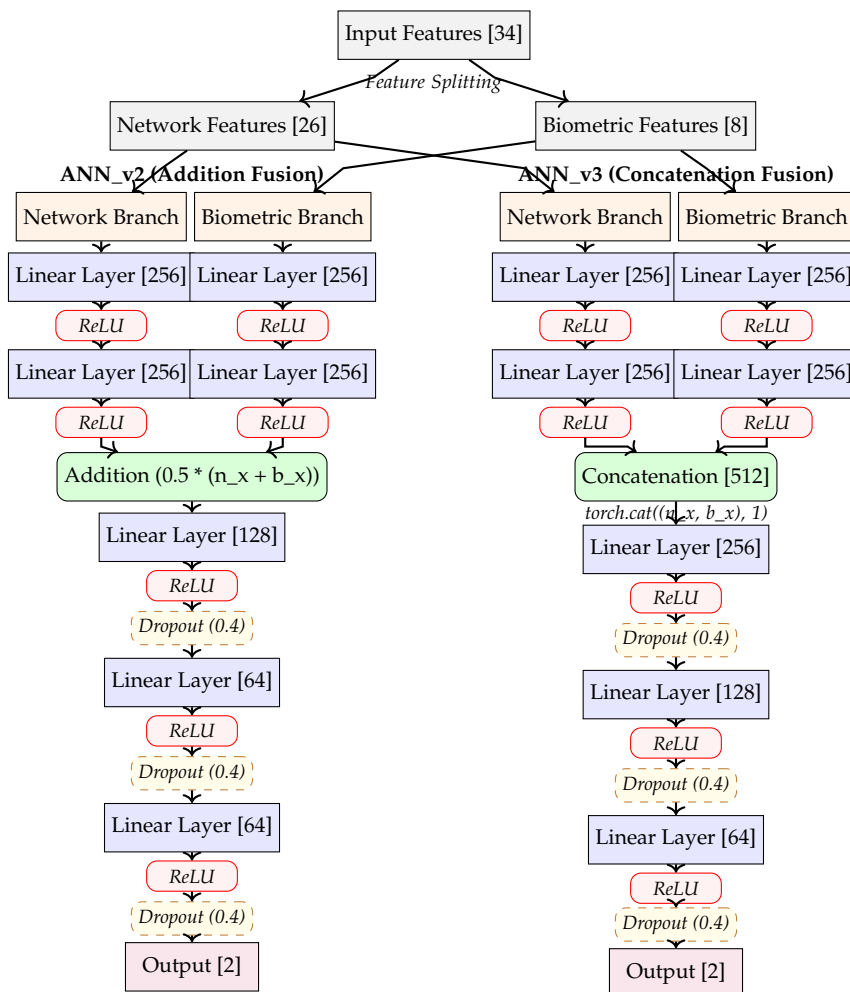 Input Features [34]
Feature Splitting
Network Features [26]
Biometric Features [8]
ANN_v2 (Addition Fusion)
Network Branch
Biometric Branch
Linear Layer [256]
Linear Layer [256]
ReLU
ReLU
Linear Layer [256]
Linear Layer [256]
ReLU
ReLU
Addition (0.5 * (n_x + b_x))
Linear Layer [128]
ReLU
Dropout (0.4)
Linear Layer [64]
ReLU
Dropout (0.4)
Linear Layer [64]
ReLU
Dropout (0.4)
Output [2]
ANN_v3 (Concatenation Fusion)
Network Branch
Biometric Branch
Linear Layer [256]
Linear Layer [256]
ReLU
ReLU
Linear Layer [256]
Linear Layer [256]
ReLU
ReLU
Concatenation [512]
torch.cat((n_x, b_x), 1)
Linear Layer [256]
ReLU
Dropout (0.4)
Linear Layer [128]
ReLU
Dropout (0.4)
Linear Layer [64]
ReLU
Dropout (0.4)
Output [2]